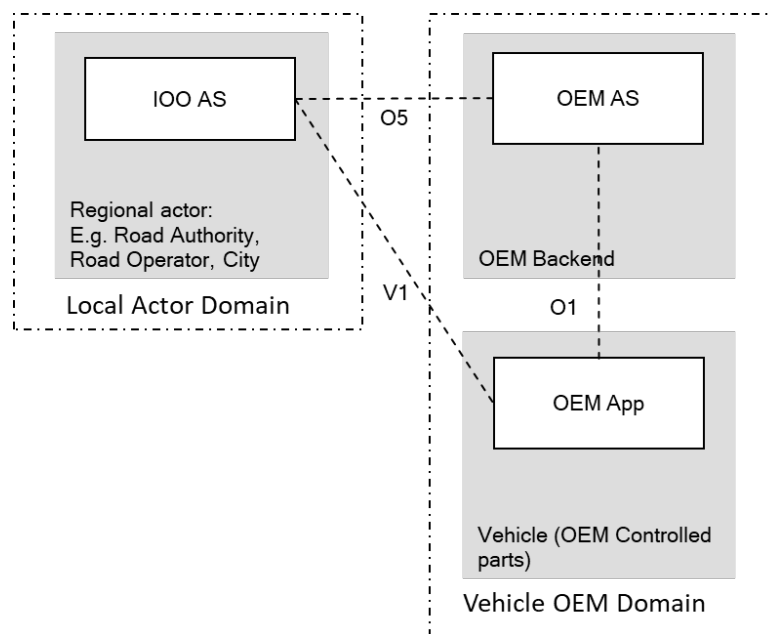 IOO AS
OEM AS
O5
Regional actor:
E.g. Road Authority,
Road Operator, City
OEM Backend
Local Actor Domain
V1
O1
OEM App
Vehicle (OEM Controlled
parts)
Vehicle OEM Domain